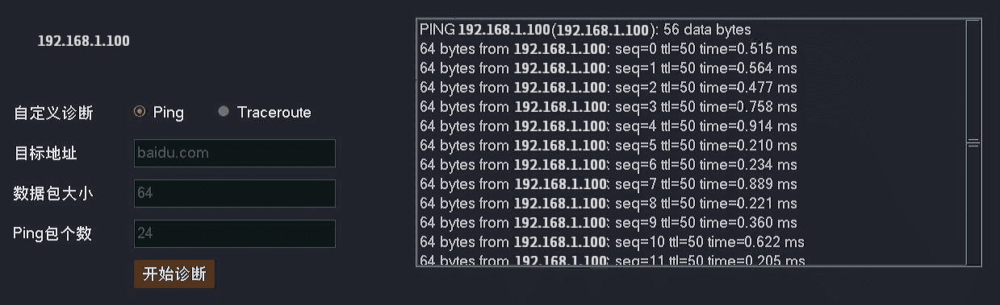 192.168.1.100
自定义诊断 Ping Traceroute
目标地址 baidu.com
数据包大小 64
Ping包个数 24
开始诊断
PING 192.168.1.100(192.168.1.100): 56 data bytes
64 bytes from 192.168.1.100: seq=0 ttl=50 time=0.515 ms
64 bytes from 192.168.1.100: seq=1 ttl=50 time=0.564 ms
64 bytes from 192.168.1.100: seq=2 ttl=50 time=0.477 ms
64 bytes from 192.168.1.100: seq=3 ttl=50 time=0.758 ms
64 bytes from 192.168.1.100: seq=4 ttl=50 time=0.914 ms
64 bytes from 192.168.1.100: seq=5 ttl=50 time=0.210 ms
64 bytes from 192.168.1.100: seq=6 ttl=50 time=0.234 ms
64 bytes from 192.168.1.100: seq=7 ttl=50 time=0.889 ms
64 bytes from 192.168.1.100: seq=8 ttl=50 time=0.221 ms
64 bytes from 192.168.1.100: seq=9 ttl=50 time=0.360 ms
64 bytes from 192.168.1.100: seq=10 ttl=50 time=0.622 ms
64 bytes from 192.168.1.100: seq=11 ttl=50 time=0.205 ms